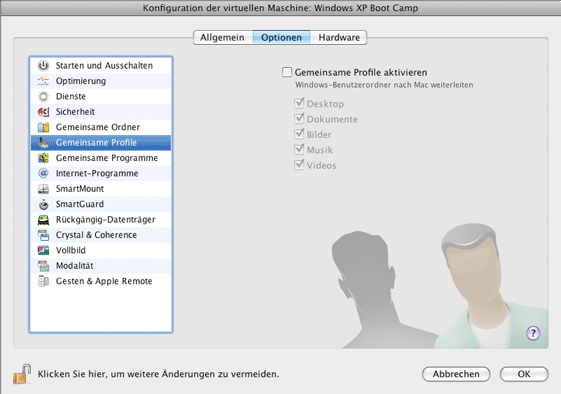 Konfiguration der virtuellen Maschine: Windows XP Boot Camp
Allgemein Optionen Hardware
Starten und Ausschalten
Optimierung
Dienste
Sicherheit
Gemeinsame Ordner
Gemeinsame Profile
Gemeinsame Programme
Internet-Programme
SmartMount
SmartGuard
Rückgängig-Datenträger
Crystal & Coherence
Vollbild
Modalität
Gesten & Apple Remote
Gemeinsame Profile aktivieren
Windows-Benutzerordner nach Mac weiterleiten
Desktop
Dokumente
Bilder
Musik
Videos
?
Klicken Sie hier, um weitere Änderungen zu vermeiden.
Abbrechen OK